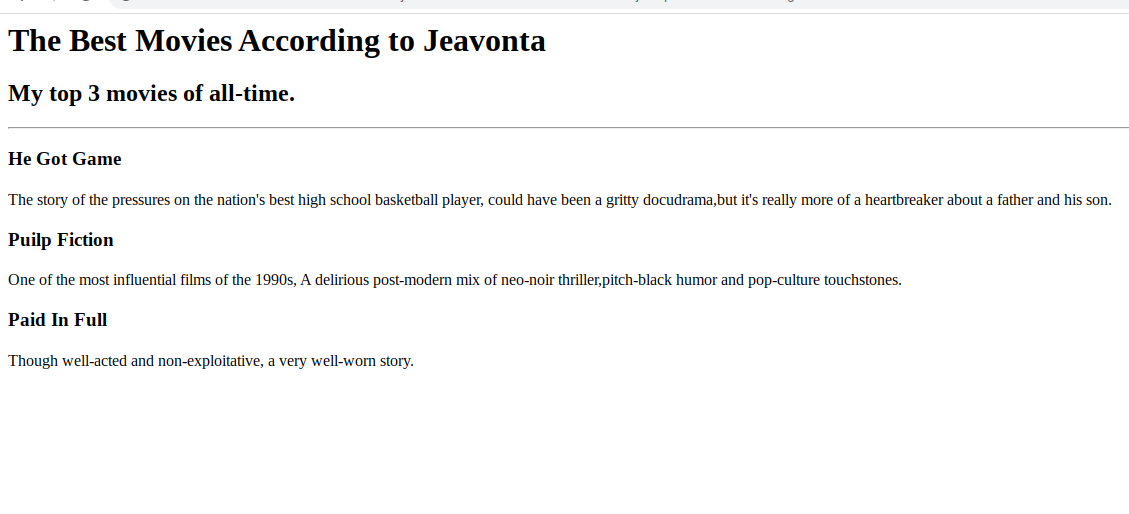 The Best Movies According to Jeavonta
My top 3 movies of all-time.
He Got Game
The story of the pressures on the nation's best high school basketball player, could have been a gritty docudrama,but it's really more of a heartbreaker about a father and his son.
Puilp Fiction
One of the most influential films of the 1990s, A delirious post-modern mix of neo-noir thriller,pitch-black humor and pop-culture touchstones.
Paid In Full
Though well-acted and non-exploitative, a very well-worn story.